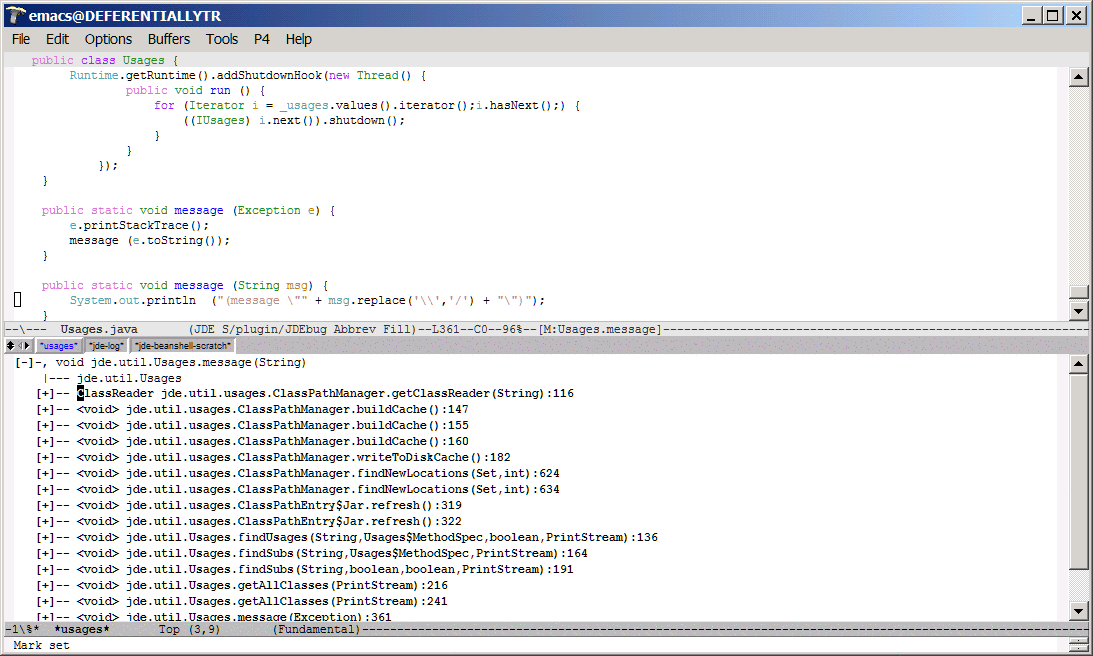 emacs@DEFERENTIALLYTR
File Edit Options Buffers Tools P4 Help
public class Usages {
Runtime.getRuntime().addShutdownHook(new Thread() {
public void run () {
for (Iterator i = _usages.values().iterator();i.hasNext();) {
((IUsages) i.next()).shutdown();
}
}
});
}
public static void message (Exception e) {
e.printStackTrace();
message (e.toString());
}
public static void message (String msg) {
System.out.println  ("(message \"" + msg.replace('\\','/') + "\")");
}
--\---  Usages.java       (JDE S/plugin/JDEbug Abbrev Fill)--L361--C0--96%--[M:Usages.message]-----------------------------------------------------
*usages* *jde-log* *jde-beanshell-scratch*
[-]-, void jde.util.Usages.message(String)
|--- jde.util.Usages
[+]-- ClassReader jde.util.usages.ClassPathManager.getClassReader(String):116
[+]-- <void> jde.util.usages.ClassPathManager.buildCache():147
[+]-- <void> jde.util.usages.ClassPathManager.buildCache():155
[+]-- <void> jde.util.usages.ClassPathManager.buildCache():160
[+]-- <void> jde.util.usages.ClassPathManager.writeToDiskCache():182
[+]-- <void> jde.util.usages.ClassPathManager.findNewLocations(Set,int):624
[+]-- <void> jde.util.usages.ClassPathManager.findNewLocations(Set,int):634
[+]-- <void> jde.util.usages.ClassPathEntry$Jar.refresh():319
[+]-- <void> jde.util.usages.ClassPathEntry$Jar.refresh():322
[+]-- <void> jde.util.Usages.findUsages(String,Usages$MethodSpec,boolean,PrintStream):136
[+]-- <void> jde.util.Usages.findSubs(String,Usages$MethodSpec,PrintStream):164
[+]-- <void> jde.util.Usages.findSubs(String,boolean,boolean,PrintStream):191
[+]-- <void> jde.util.Usages.getAllClasses(PrintStream):216
[+]-- <void> jde.util.Usages.getAllClasses(PrintStream):241
[+]-- <void> jde.util.Usages.message(Exception):361
-1\%*  *usages*       Top (3,9)       (Fundamental)-----------------------------------------------------
Mark set